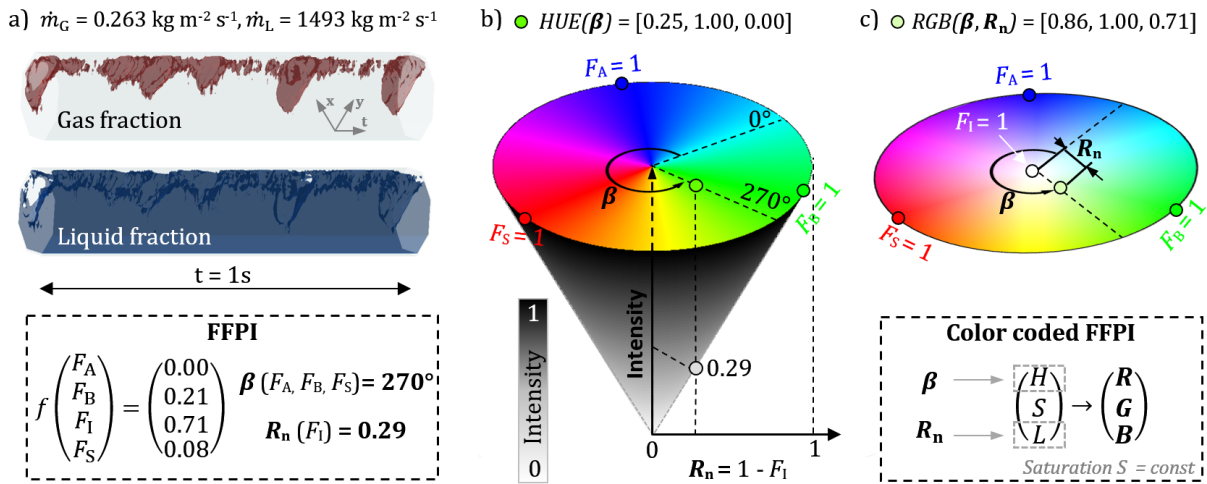 a) ṁG = 0.263 kg m-2 s-1, ṁL = 1493 kg m-2 s-1
Gas fraction
x y
t
Liquid fraction
t = 1s
FFPI
f (FA FB FI FS) = (0.00 0.21 0.71 0.08)
β (FA, FB, FS) = 270°
Rn (FI) = 0.29
b) HUE(β) = [0.25, 1.00, 0.00]
FA = 1
0°
β
270°
FS = 1
FB = 1
1
Intensity
0
Intensity
0.29
0
1
Rn = 1 - FI
c) RGB(β, Rn) = [0.86, 1.00, 0.71]
FA = 1
FI = 1
Rn
β
FS = 1
FB = 1
Color coded FFPI
β
Rn
(H S L) → (R G B)
Saturation S = const